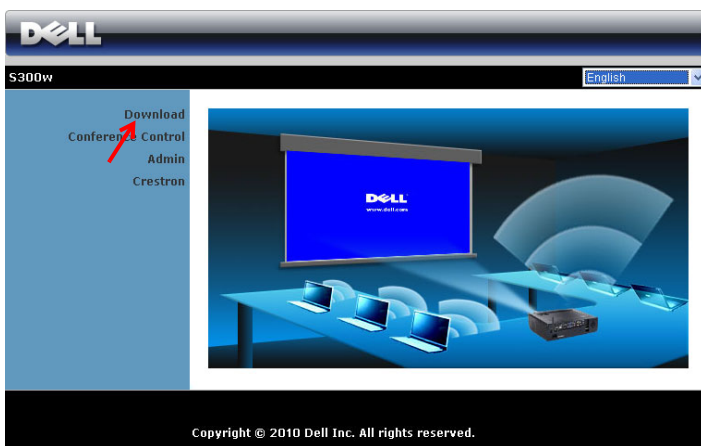 DELL
S300w
English
Download
Conference Control
Admin
Crestron
DELL
www.dell.com
Copyright © 2010 Dell Inc. All rights reserved.